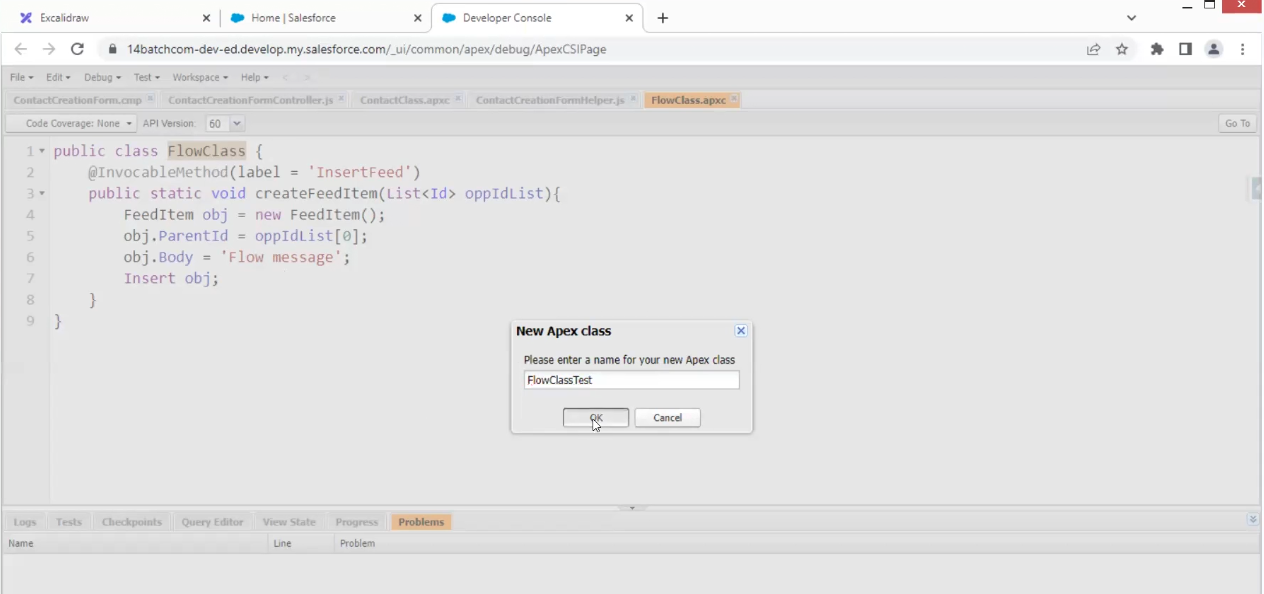 Excalidraw
Home | Salesforce
Developer Console
14batchcom-dev-ed.develop.my.salesforce.com/_ui/common/apex/debug/ApexCSIPage
File Edit Debug Test Workspace Help < >
ContactCreationForm.cmp ContactCreationFormController.js ContactClass.apxc ContactCreationFormHelper.js FlowClass.apxc
Code Coverage: None API Version: 60 Go To
1 public class FlowClass {
2 @InvocableMethod(label = 'InsertFeed')
3 public static void createFeedItem(List<Id> oppIdList){
4 FeedItem obj = new FeedItem();
5 obj.ParentId = oppIdList[0];
6 obj.Body = 'Flow message';
7 Insert obj;
8 }
9 }
New Apex class
Please enter a name for your new Apex class
FlowClassTest
OK Cancel
Logs Tests Checkpoints Query Editor View State Progress Problems
Name Line Problem